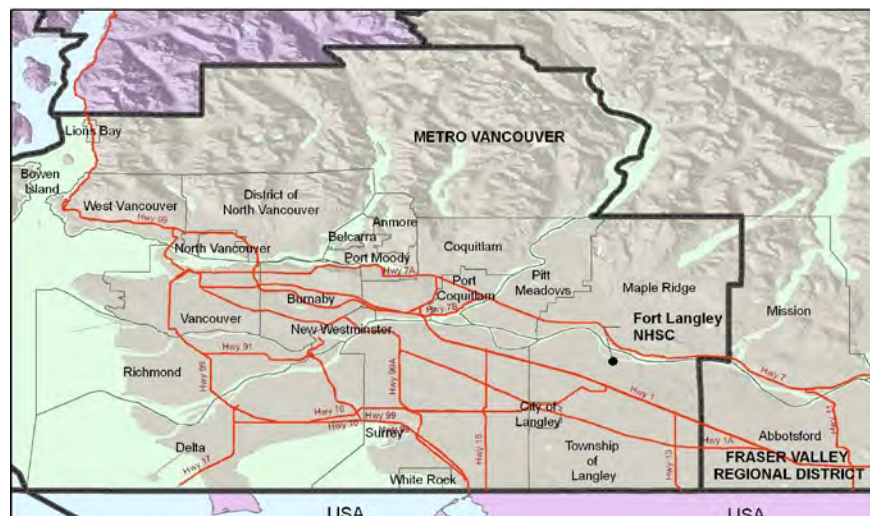 Lions Bay
METRO VANCOUVER
Bowen
Island
West Vancouver
District of
North Vancouver
Hwy 99
Anmore
Belcarra
North Vancouver
Port Moody
Coquitlam
Hwy 7A
Pitt
Meadows
Port
Coquitlam
Maple Ridge
Burnaby
Hwy 7B
Mission
Vancouver
New Westminster
Fort Langley
NHSC
Hwy 91
Richmond
Hwy 99
Hwy 99A
Hwy 7
Hwy 1
Hwy 10
Hwy 99
Hwy 10
City of
Langley
Hwy 11
Surrey
Hwy 15
Hwy 13
Hwy 1A
Abbotsford
Delta
Hwy 17
Township
of
Langley
FRASER VALLEY
REGIONAL DISTRICT
White Rock
USA
USA